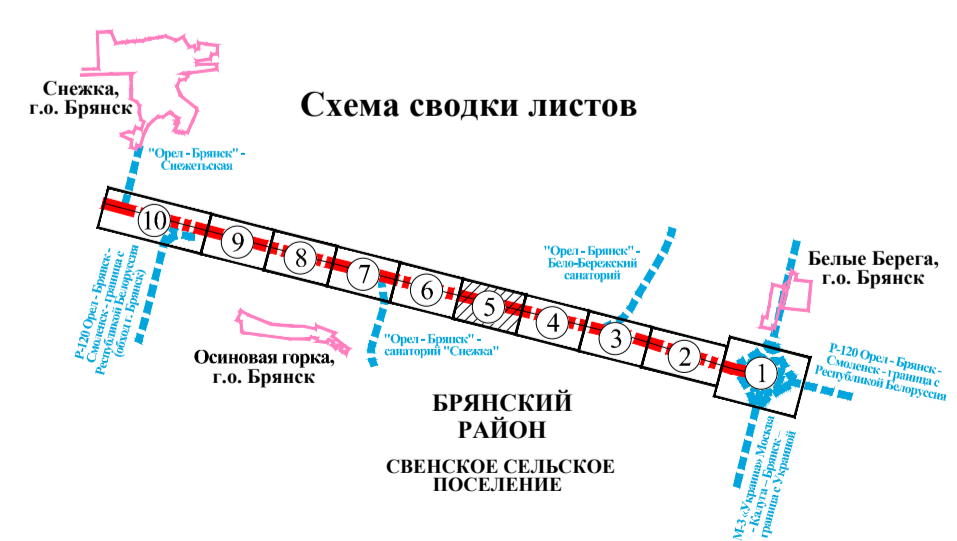 Схема сводки листов
Снежка,
г.о. Брянск
"Орел - Брянск" -
Снежетьская
10
9
8
7
6
5
4
3
2
1
"Орел - Брянск" -
Бело-Бережский
санаторий
Белые Берега,
г.о. Брянск
Р-120 Орел - Брянск -
Смоленск - граница с
Республикой Белоруссия
(обход г. Брянск)
Осиновая горка,
г.о. Брянск
"Орел - Брянск" -
санаторий "Снежка"
Р-120 Орел - Брянск -
Смоленск - граница с
Республикой Белоруссия
БРЯНСКИЙ
РАЙОН
СВЕНСКОЕ СЕЛЬСКОЕ
ПОСЕЛЕНИЕ
М-3 «Украина» Москва
- Калуга – Брянск –
граница с Украиной